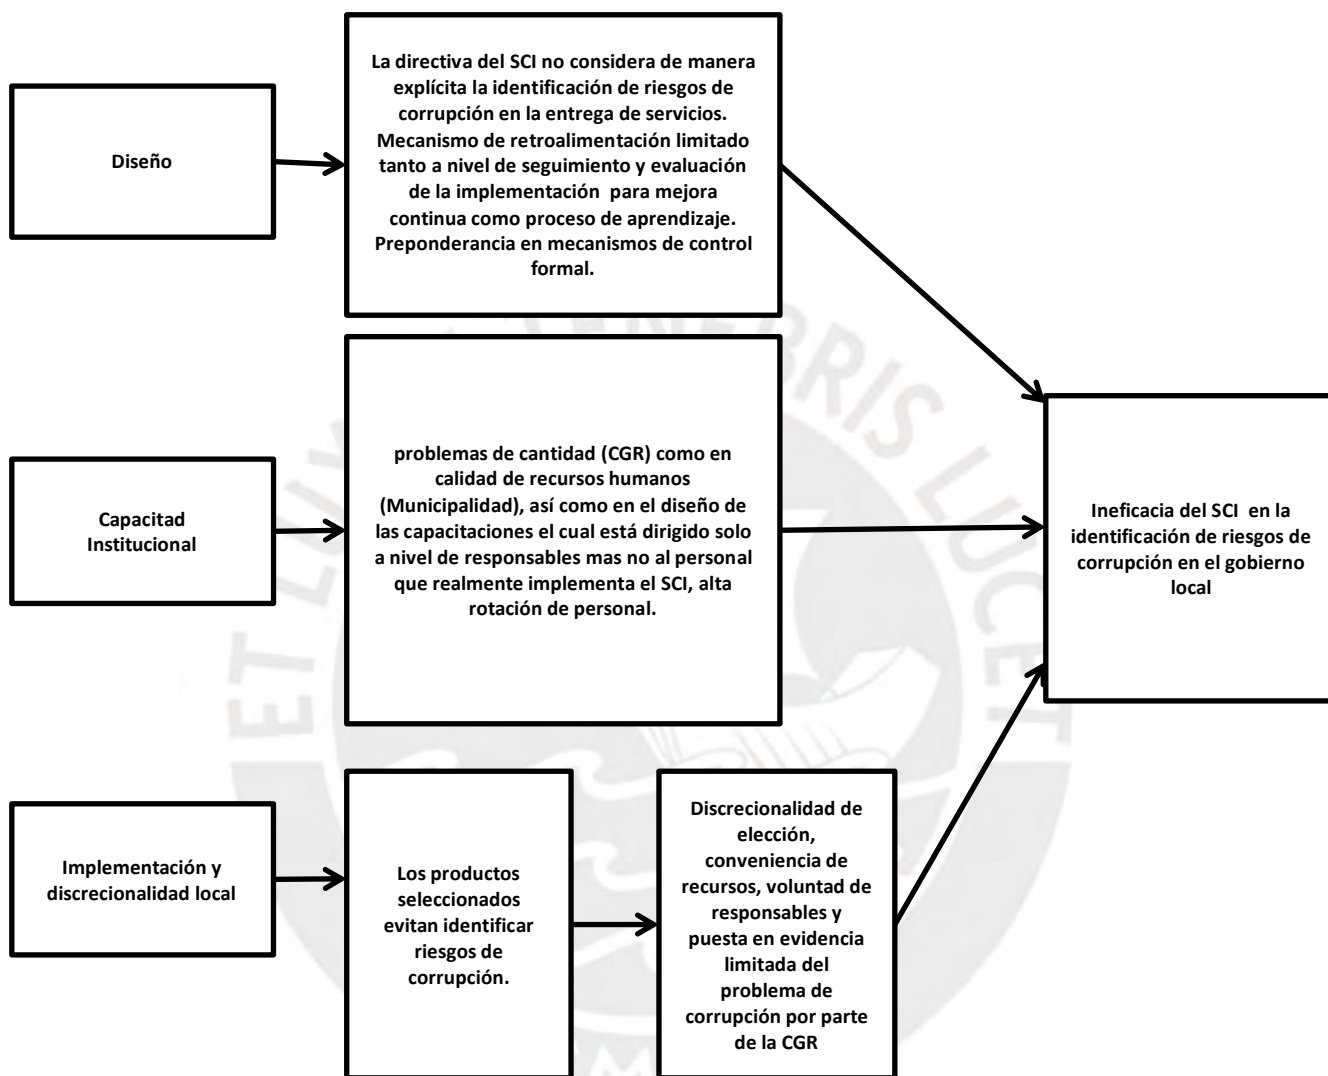 Diseño
La directiva del SCI no considera de manera
explícita la identificación de riesgos de
corrupción en la entrega de servicios.
Mecanismo de retroalimentación limitado
tanto a nivel de seguimiento y evaluación
de la implementación para mejora
continua como proceso de aprendizaje.
Preponderancia en mecanismos de control
formal.
Capacitad
Institucional
problemas de cantidad (CGR) como en
calidad de recursos humanos
(Municipalidad), así como en el diseño de
las capacitaciones el cual está dirigido solo
a nivel de responsables mas no al personal
que realmente implementa el SCI, alta
rotación de personal.
Implementación y
discrecionalidad local
Los productos
seleccionados
evitan identificar
riesgos de
corrupción.
Discrecionalidad de
elección,
conveniencia de
recursos, voluntad de
responsables y
puesta en evidencia
limitada del
problema de
corrupción por parte
de la CGR
Ineficacia del SCI en la
identificación de riesgos de
corrupción en el gobierno
local
ET LUX
TENEBRIS LUCET